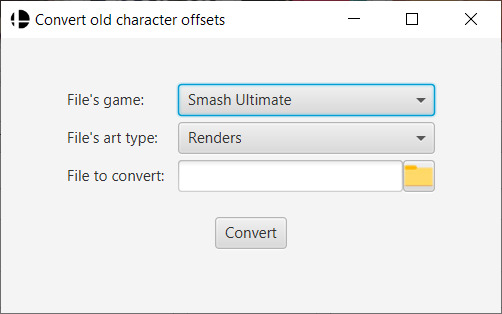 Convert old character offsets
File's game: Smash Ultimate
File's art type: Renders
File to convert:
Convert